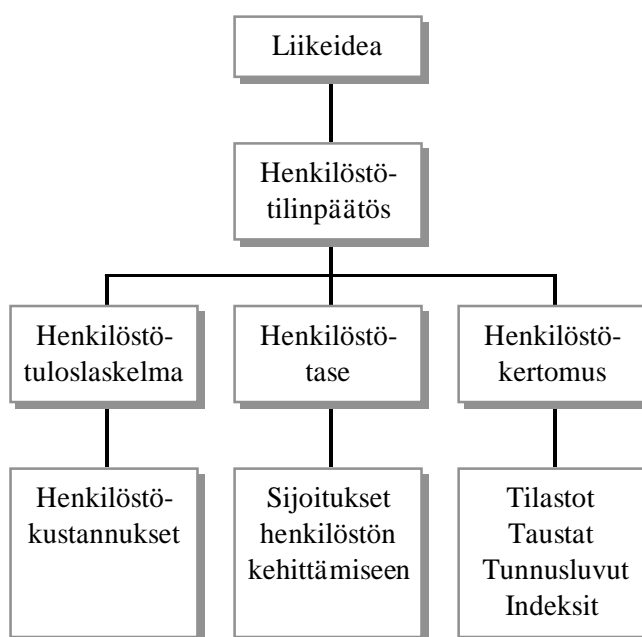 Liikeidea
Henkilöstö-
tilinpäätös
Henkilöstö-
tuloslaskelma
Henkilöstö-
tase
Henkilöstö-
kertomus
Henkilöstö-
kustannukset
Sijoitukset
henkilöstön
kehittämiseen
Tilastot
Taustat
Tunnusluvut
Indeksit